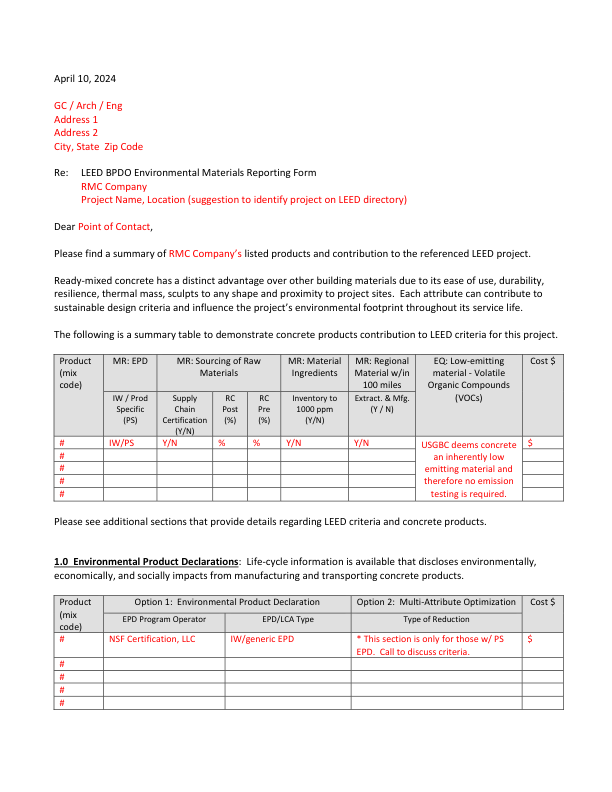 April 10, 2024
GC / Arch / Eng
Address 1
Address 2
City, State  Zip Code
Re:    LEED BPDO Environmental Materials Reporting Form
RMC Company
Project Name, Location (suggestion to identify project on LEED directory)
Dear Point of Contact,
Please find a summary of RMC Company's listed products and contribution to the referenced LEED project.
Ready-mixed concrete has a distinct advantage over other building materials due to its ease of use, durability,
resilience, thermal mass, sculpts to any shape and proximity to project sites.  Each attribute can contribute to
sustainable design criteria and influence the project's environmental footprint throughout its service life.
The following is a summary table to demonstrate concrete products contribution to LEED criteria for this project.
Product
(mix
code)
MR: EPD
MR: Sourcing of Raw
Materials
MR: Material
Ingredients
MR: Regional
Material w/in
100 miles
EQ: Low-emitting
material - Volatile
Organic Compounds
(VOCs)
Cost $
IW / Prod
Specific
(PS)
Supply
Chain
Certification
(Y/N)
RC
Post
(%)
RC
Pre
(%)
Inventory to
1000 ppm
(Y/N)
Extract. & Mfg.
(Y / N)
# IW/PS Y/N % % Y/N Y/N
USGBC deems concrete
an inherently low
emitting material and
therefore no emission
testing is required.
$
#
#
#
#
Please see additional sections that provide details regarding LEED criteria and concrete products.
1.0  Environmental Product Declarations:  Life-cycle information is available that discloses environmentally,
economically, and socially impacts from manufacturing and transporting concrete products.
Product
(mix
code)
Option 1:  Environmental Product Declaration
Option 2:  Multi-Attribute Optimization
Cost $
EPD Program Operator
EPD/LCA Type
Type of Reduction
#
NSF Certification, LLC
IW/generic EPD
* This section is only for those w/ PS
EPD.  Call to discuss criteria.
$
#
#
#
#